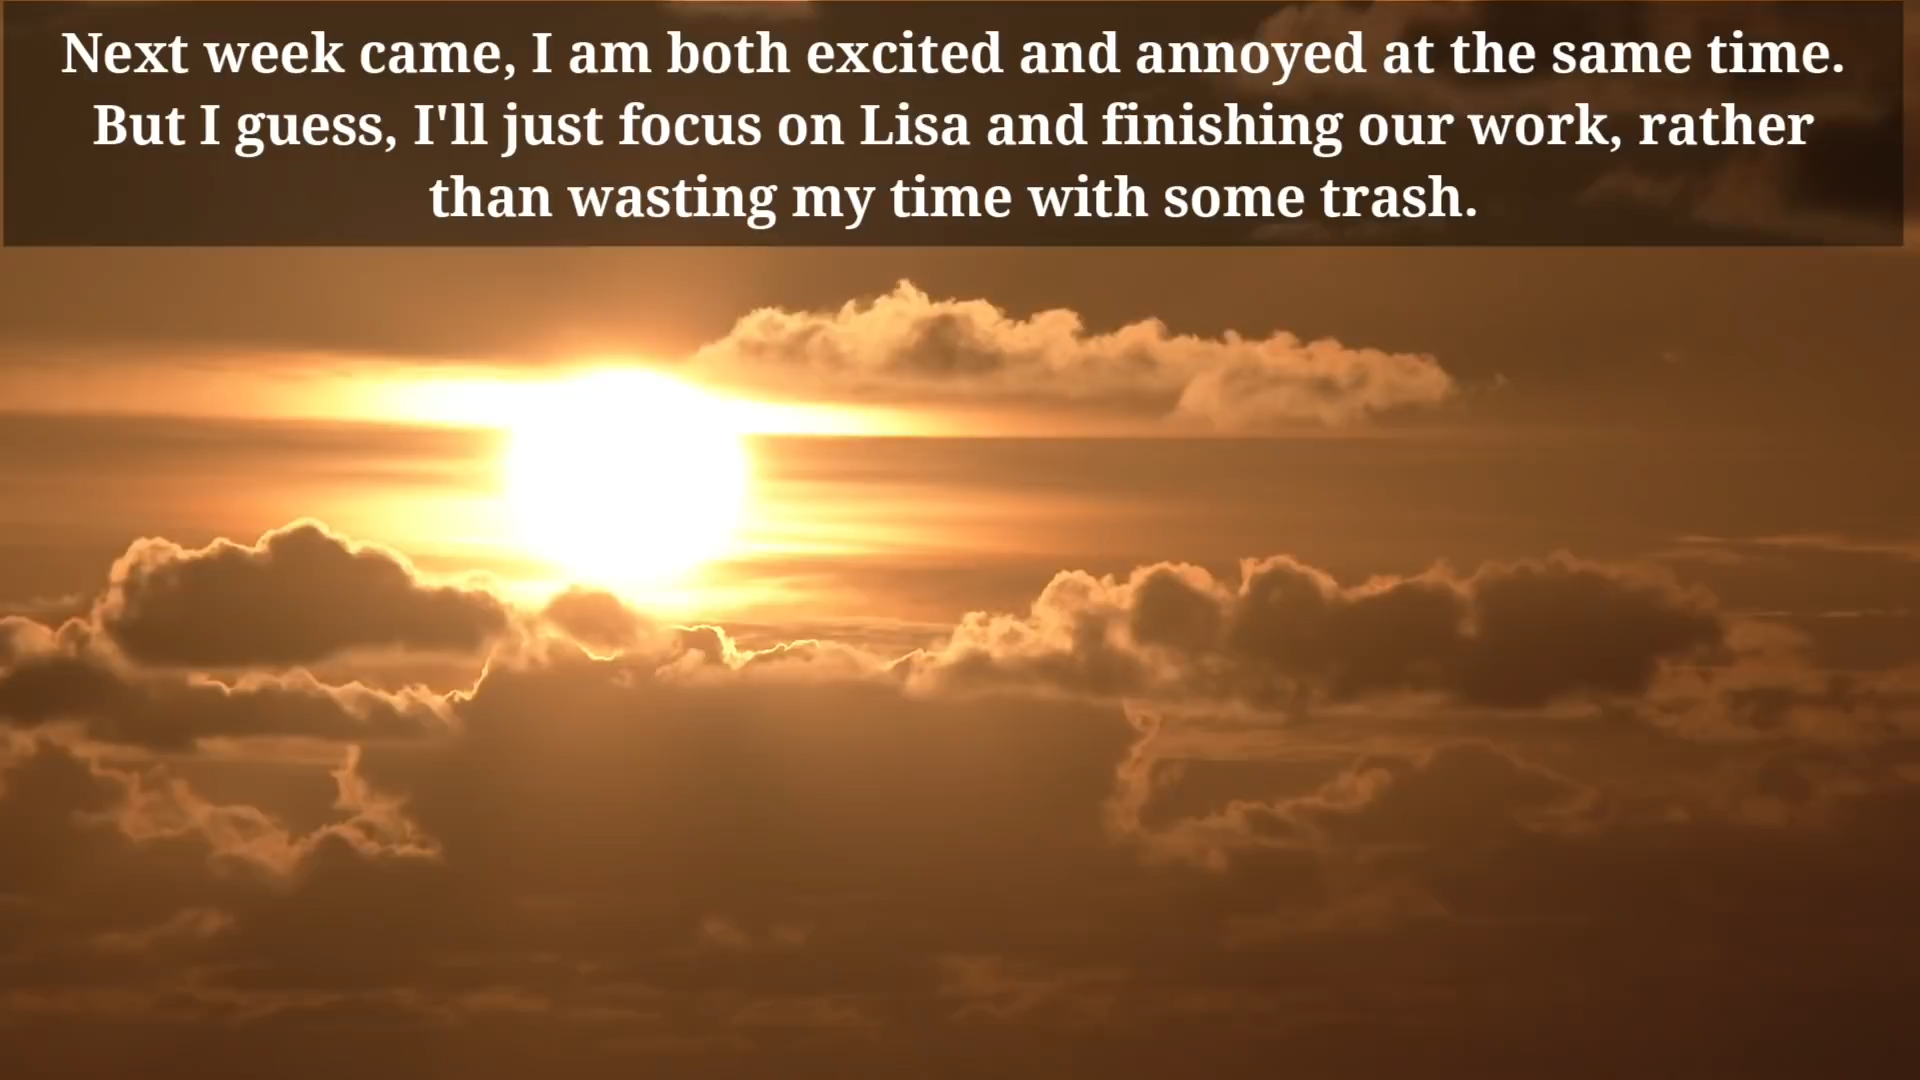 Next week came, I am both excited and annoyed at the same time.
But I guess, I'll just focus on Lisa and finishing our work, rather
than wasting my time with some trash.